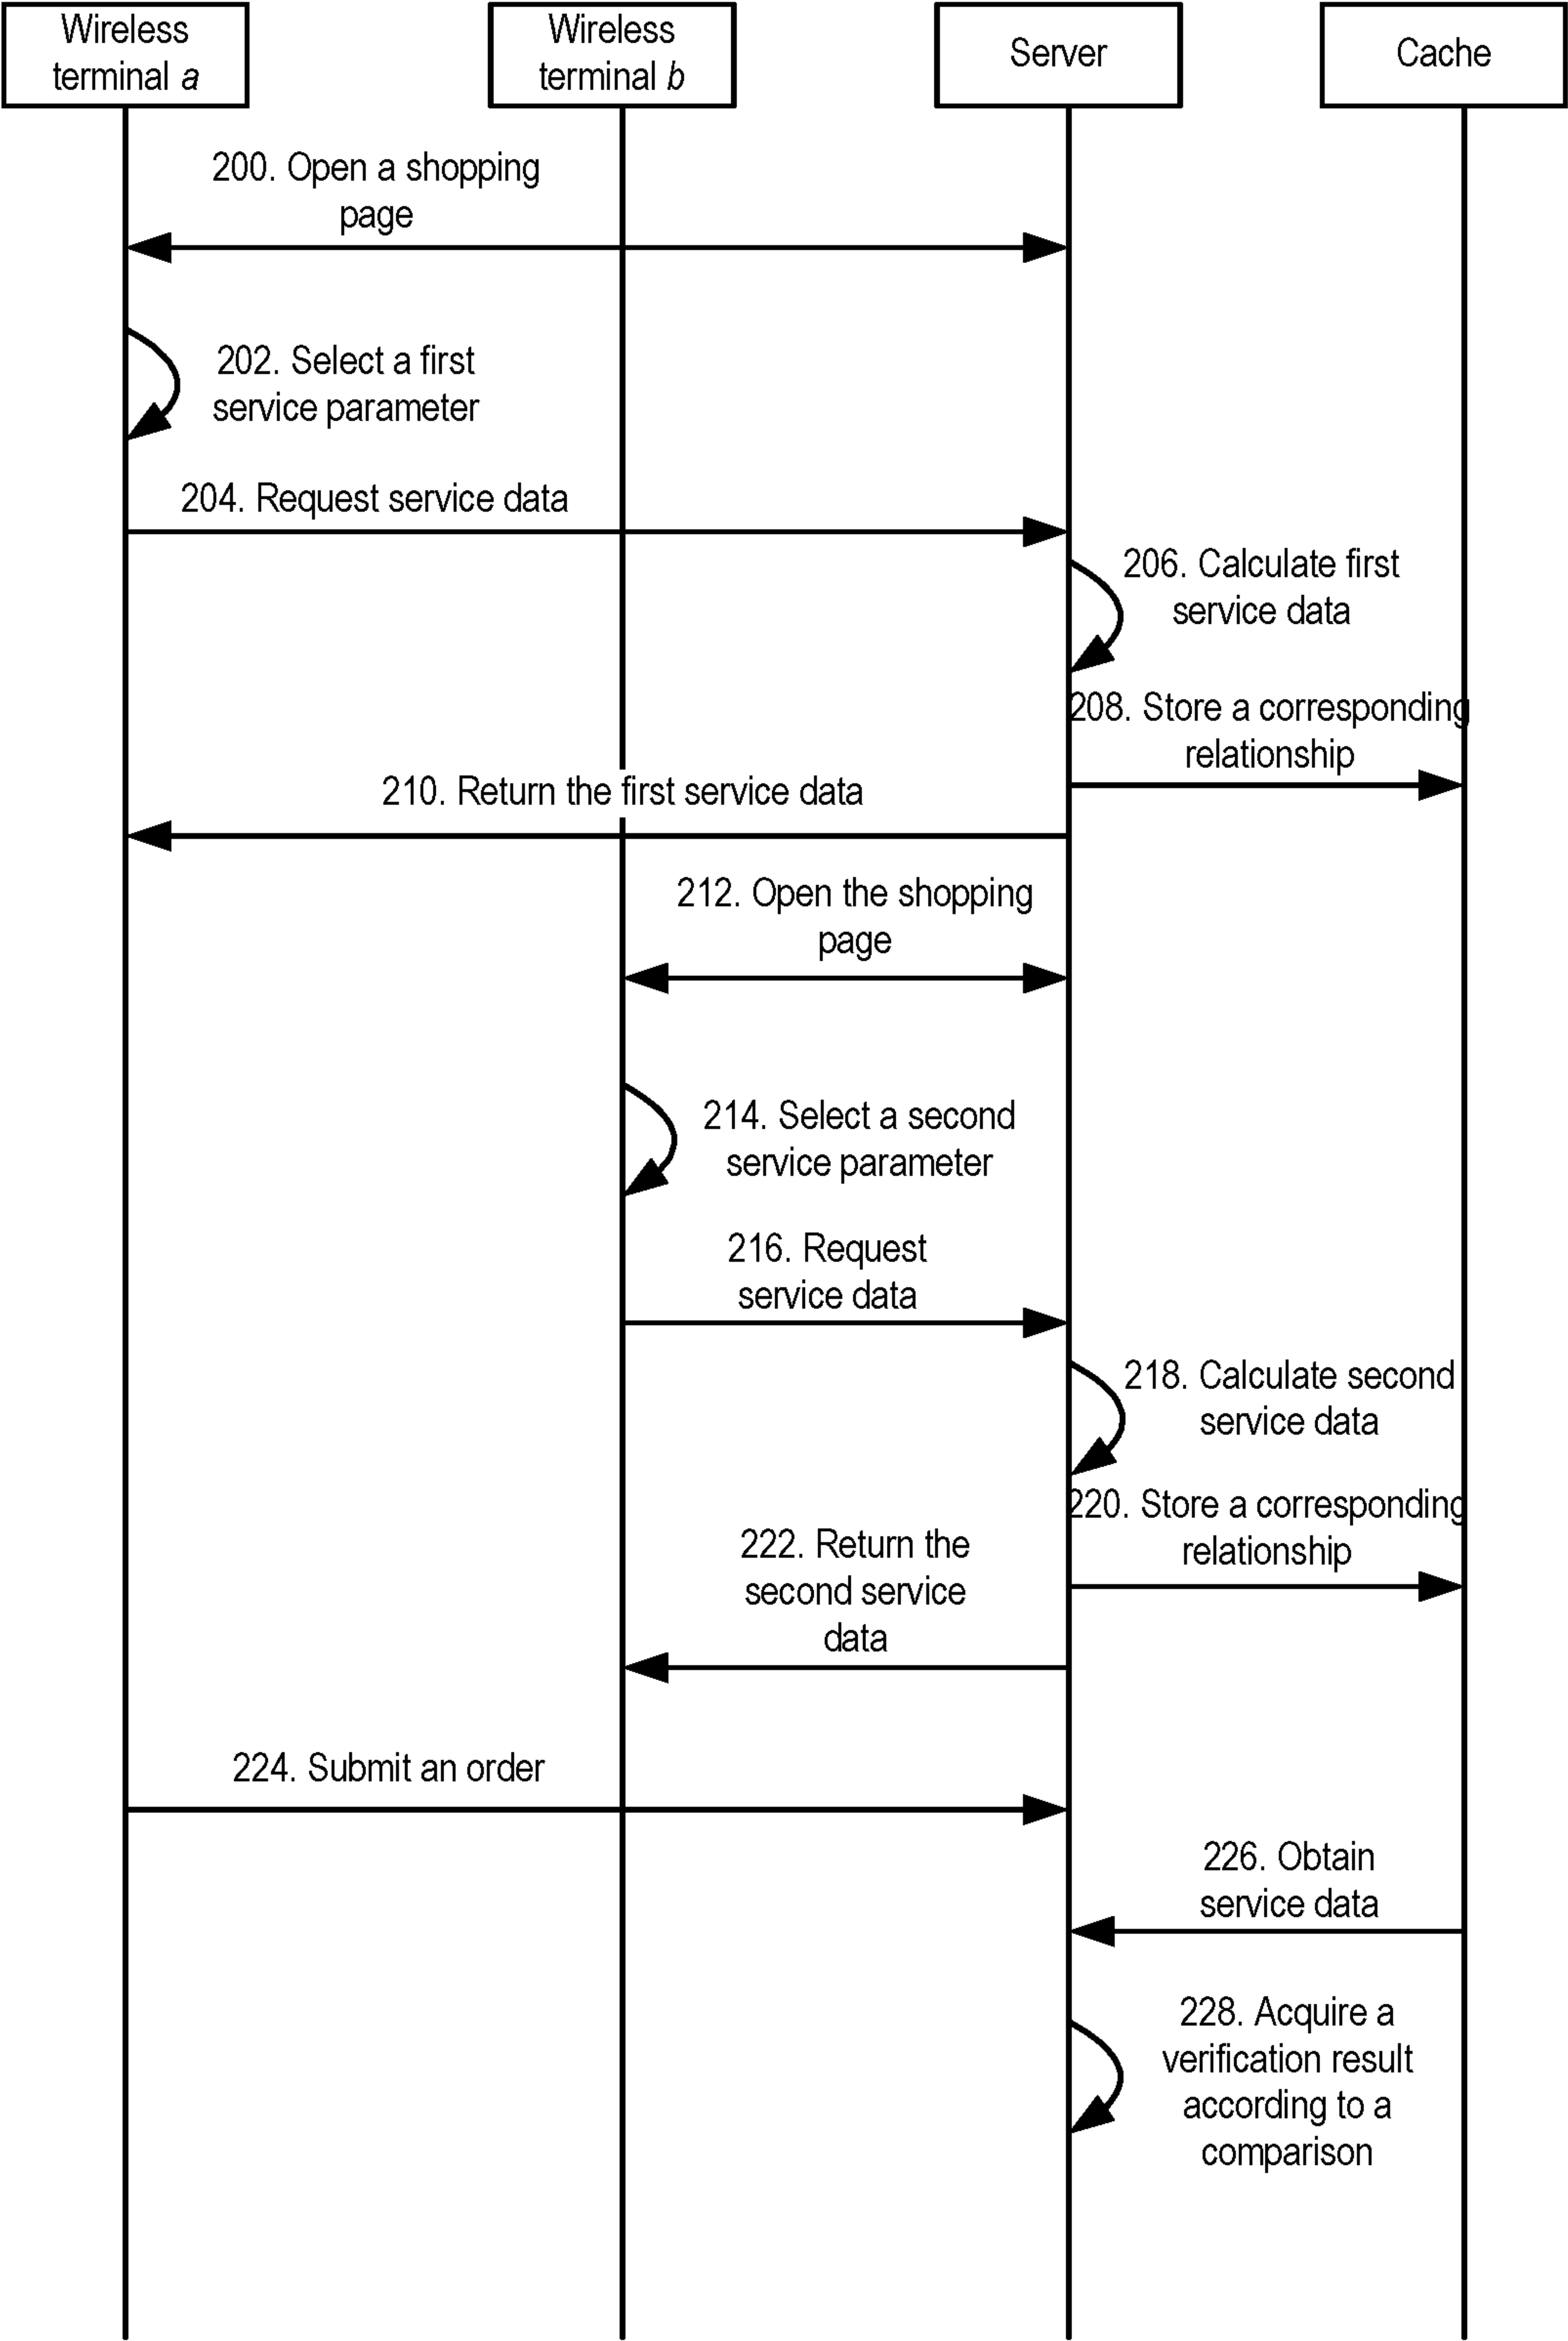 Wireless
terminal a
Wireless
terminal b
Server
Cache
200. Open a shopping
page
202. Select a first
service parameter
204. Request service data
206. Calculate first
service data
208. Store a corresponding
relationship
210. Return the first service data
212. Open the shopping
page
214. Select a second
service parameter
216. Request
service data
218. Calculate second
service data
220. Store a corresponding
relationship
222. Return the
second service
data
224. Submit an order
226. Obtain
service data
228. Acquire a
verification result
according to a
comparison